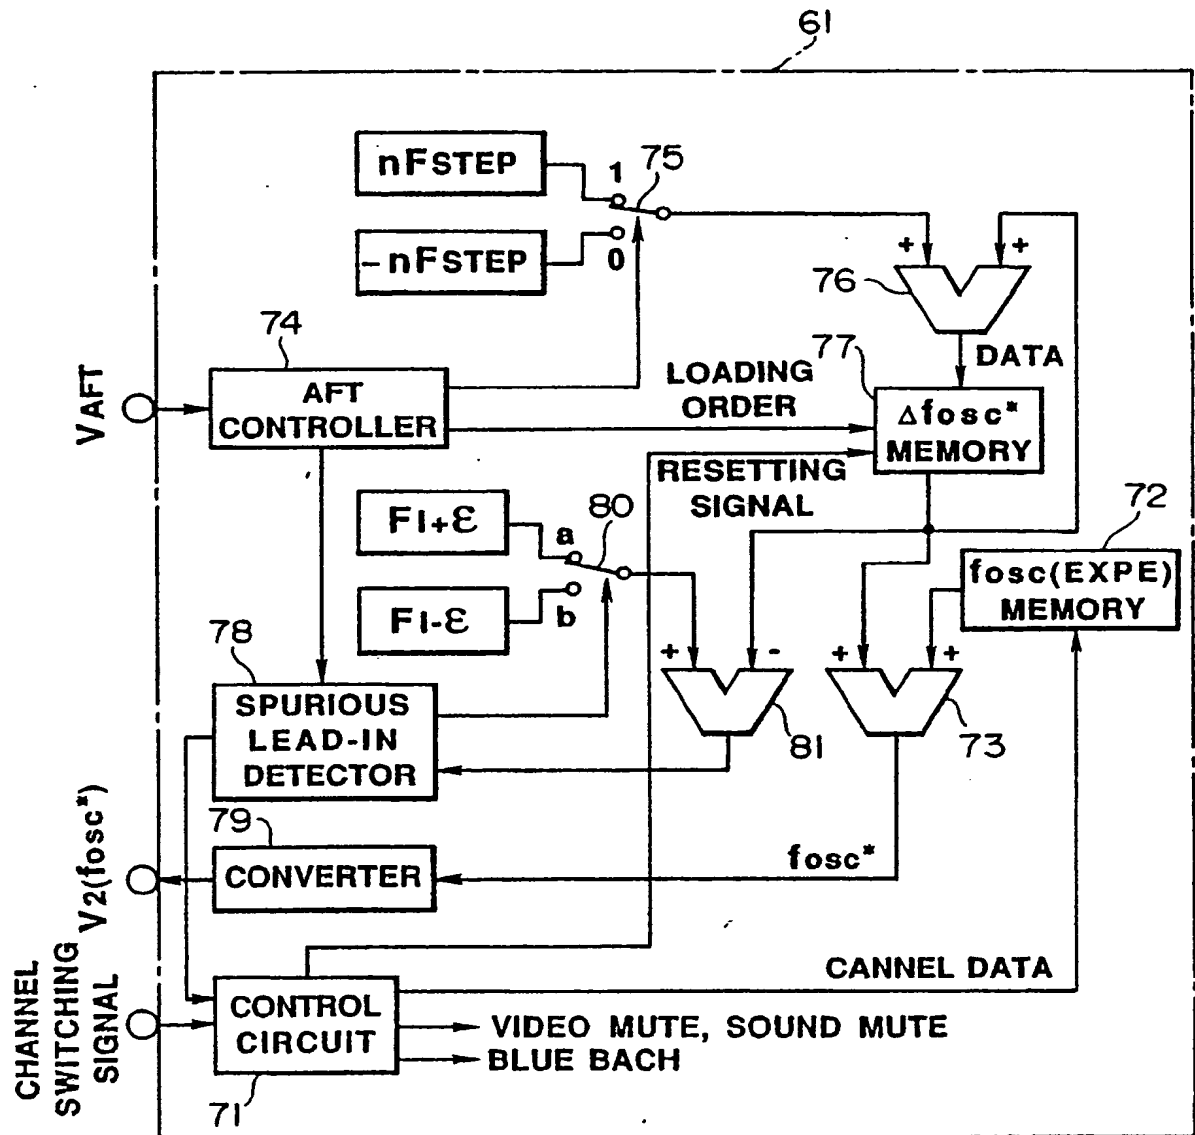 61
nFSTEP
1
75
-nFSTEP
0
+ +
76
74
77
DATA
VAFT
AFT
CONTROLLER
LOADING
ORDER
Δfosc*
MEMORY
RESETTING
SIGNAL
FI+ε
a
80
72
FI-ε
b
fosc(EXPE)
MEMORY
78
+ -
+ +
SPURIOUS
LEAD-IN
DETECTOR
81
73
79
V2(fosc*)
CONVERTER
fosc*
CHANNEL
SWITCHING
SIGNAL
CANNEL DATA
CONTROL
CIRCUIT
VIDEO MUTE, SOUND MUTE
BLUE BACH
71